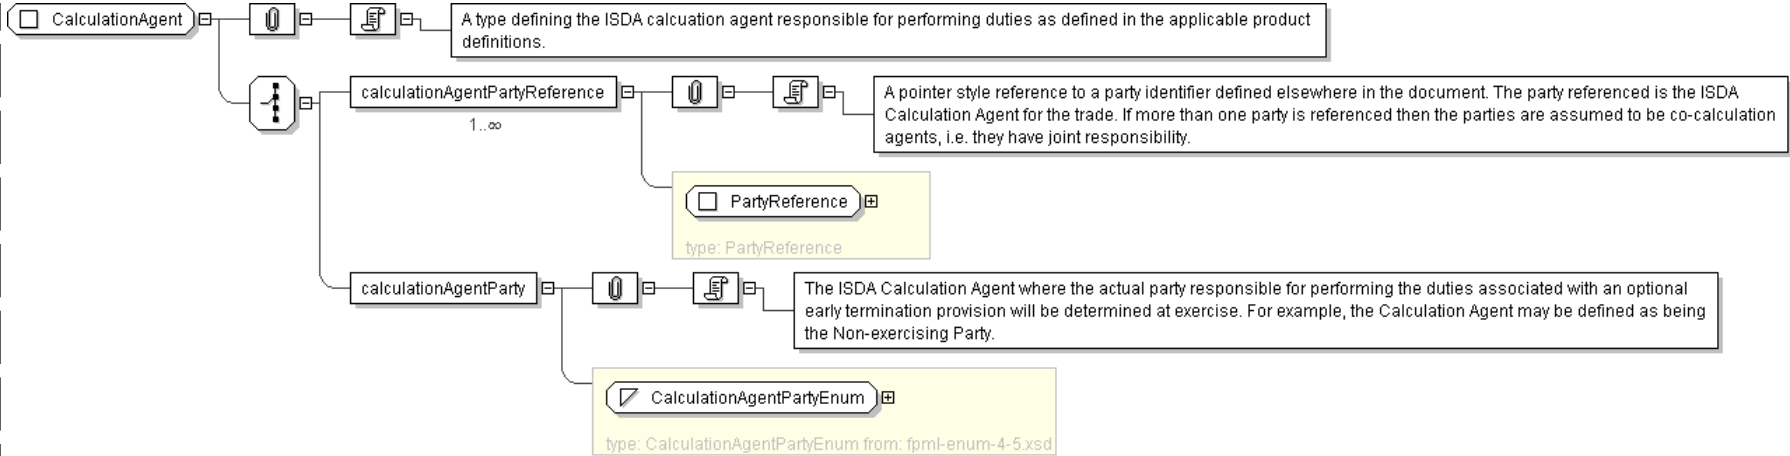 CalculationAgent
A type defining the ISDA calcuation agent responsible for performing duties as defined in the applicable product
definitions.
calculationAgentPartyReference
1..∞
A pointer style reference to a party identifier defined elsewhere in the document. The party referenced is the ISDA
Calculation Agent for the trade. If more than one party is referenced then the parties are assumed to be co-calculation
agents, i.e. they have joint responsibility.
PartyReference
type: PartyReference
calculationAgentParty
The ISDA Calculation Agent where the actual party responsible for performing the duties associated with an optional
early termination provision will be determined at exercise. For example, the Calculation Agent may be defined as being
the Non-exercising Party.
CalculationAgentPartyEnum
type: CalculationAgentPartyEnum from: fpml-enum-4-5.xsd